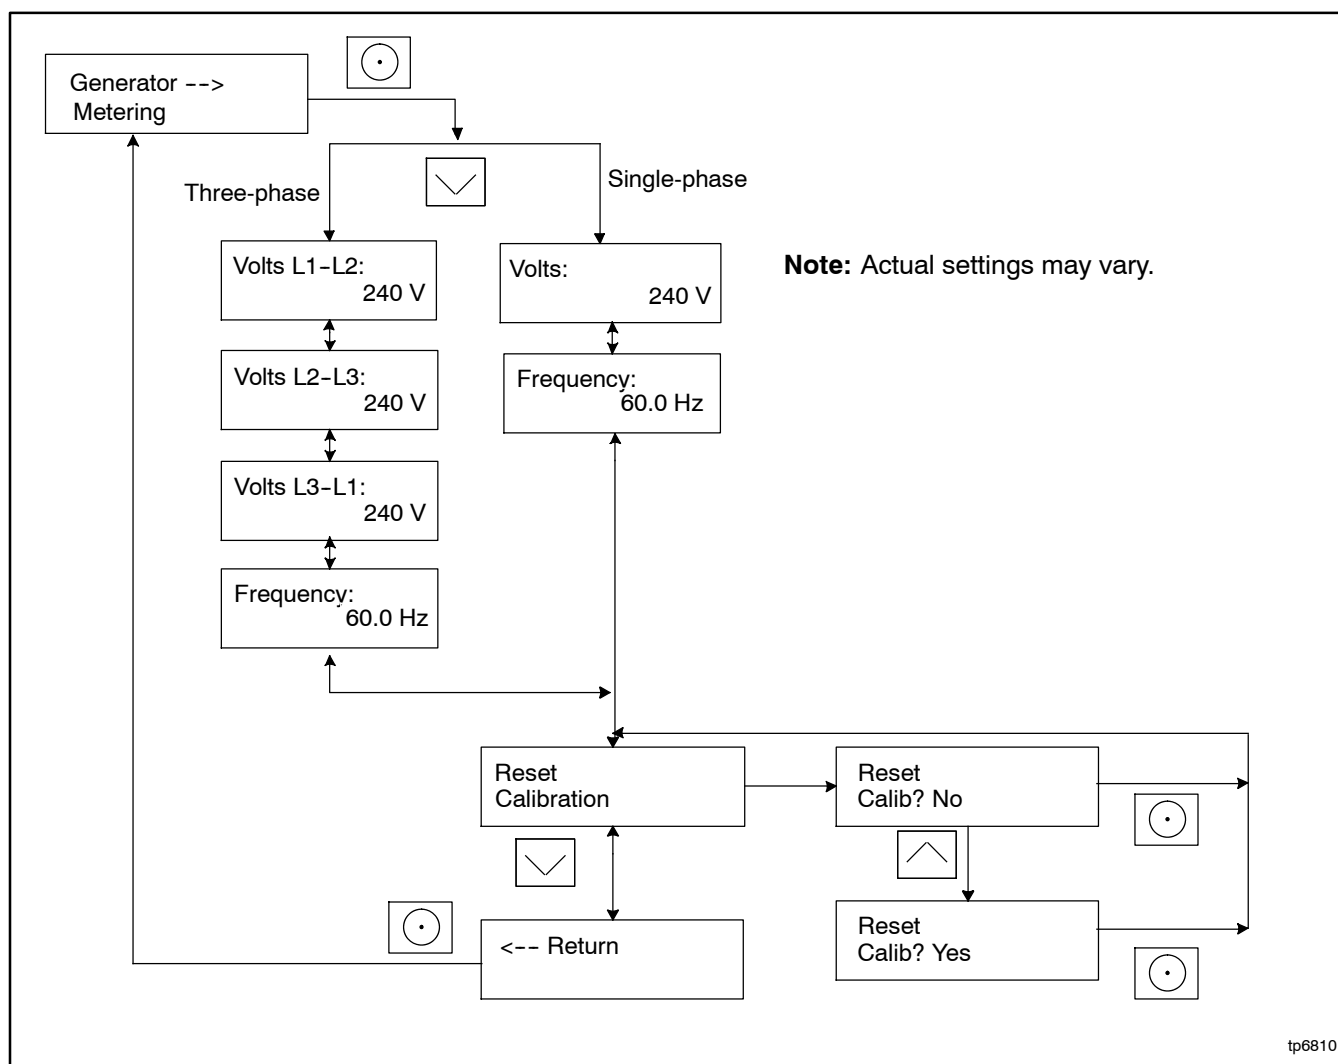 Generator -->
Metering
Three-phase
Single-phase
Volts L1-L2:
240 V
Volts:
240 V
Note: Actual settings may vary.
Volts L2-L3:
240 V
Frequency:
60.0 Hz
Volts L3-L1:
240 V
Frequency:
60.0 Hz
Reset
Calibration
Reset
Calib? No
<-- Return
Reset
Calib? Yes
tp6810